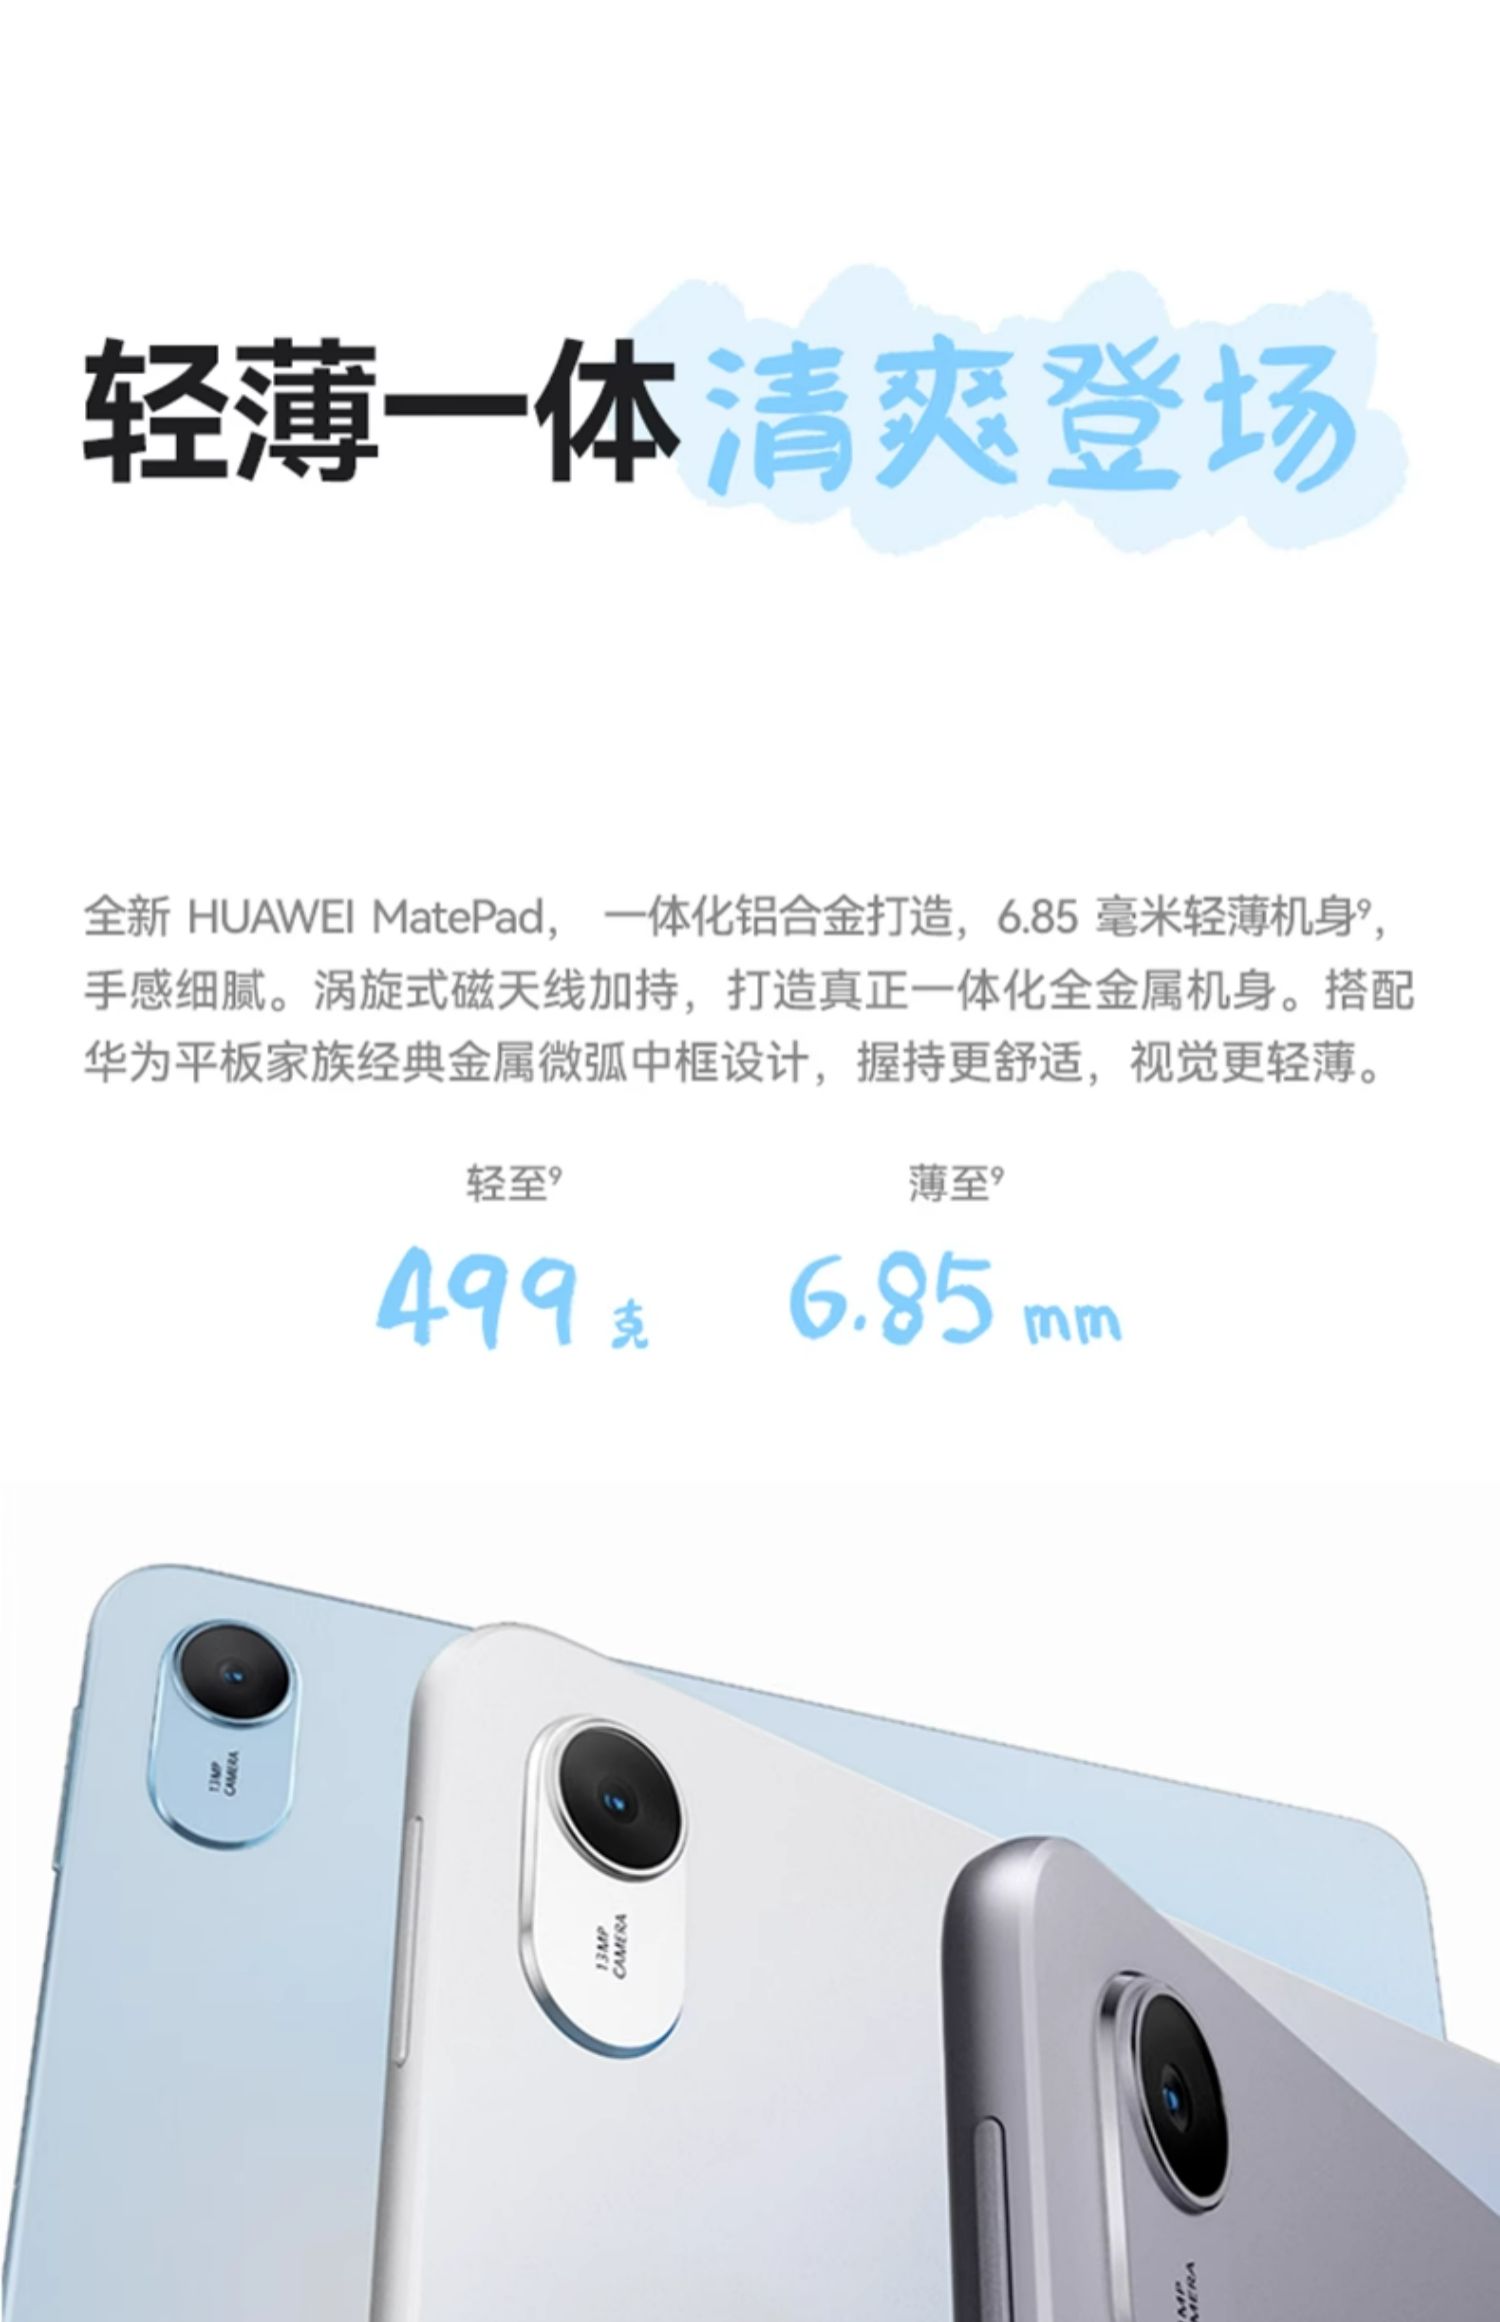 轻薄一体清爽登场
全新 HUAWEI MatePad， 一体化铝合金打造，6.85 毫米轻薄机身⁹，
手感细腻。涡旋式磁天线加持，打造真正一体化全金属机身。搭配
华为平板家族经典金属微弧中框设计，握持更舒适，视觉更轻薄。
轻至⁹ 薄至⁹
499 克 6.85 mm
13MP
CAMERA
13MP
CAMERA
MP
MERA